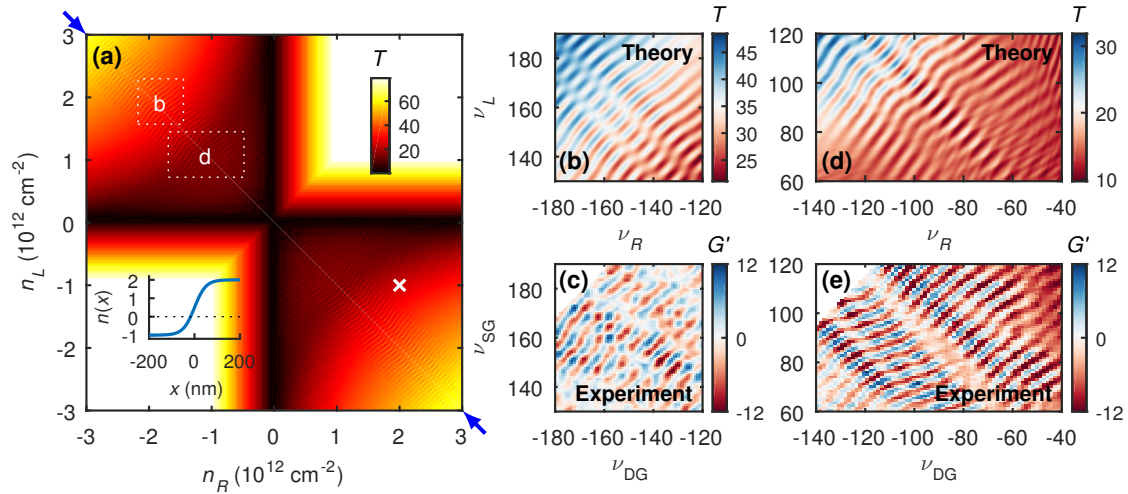 (a)
T
80
60
40
20
b
d
3
2
1
0
-1
-2
-3
n_L (10^12 cm^-2)
-3
-2
-1
0
1
2
3
n_R (10^12 cm^-2)
n(x)
2
1
0
-1
-200
0
200
x (nm)
T
Theory
(b)
180
160
140
ν_L
-180 -160 -140 -120
ν_R
45
40
35
30
25
T
Theory
(d)
120
100
80
60
-140 -120 -100 -80 -60 -40
ν_R
30
20
10
G'
(c)
Experiment
180
160
140
ν_SG
-180 -160 -140 -120
ν_DG
12
0
-12
G'
(e)
Experiment
120
100
80
60
-140 -120 -100 -80 -60 -40
ν_DG
12
0
-12